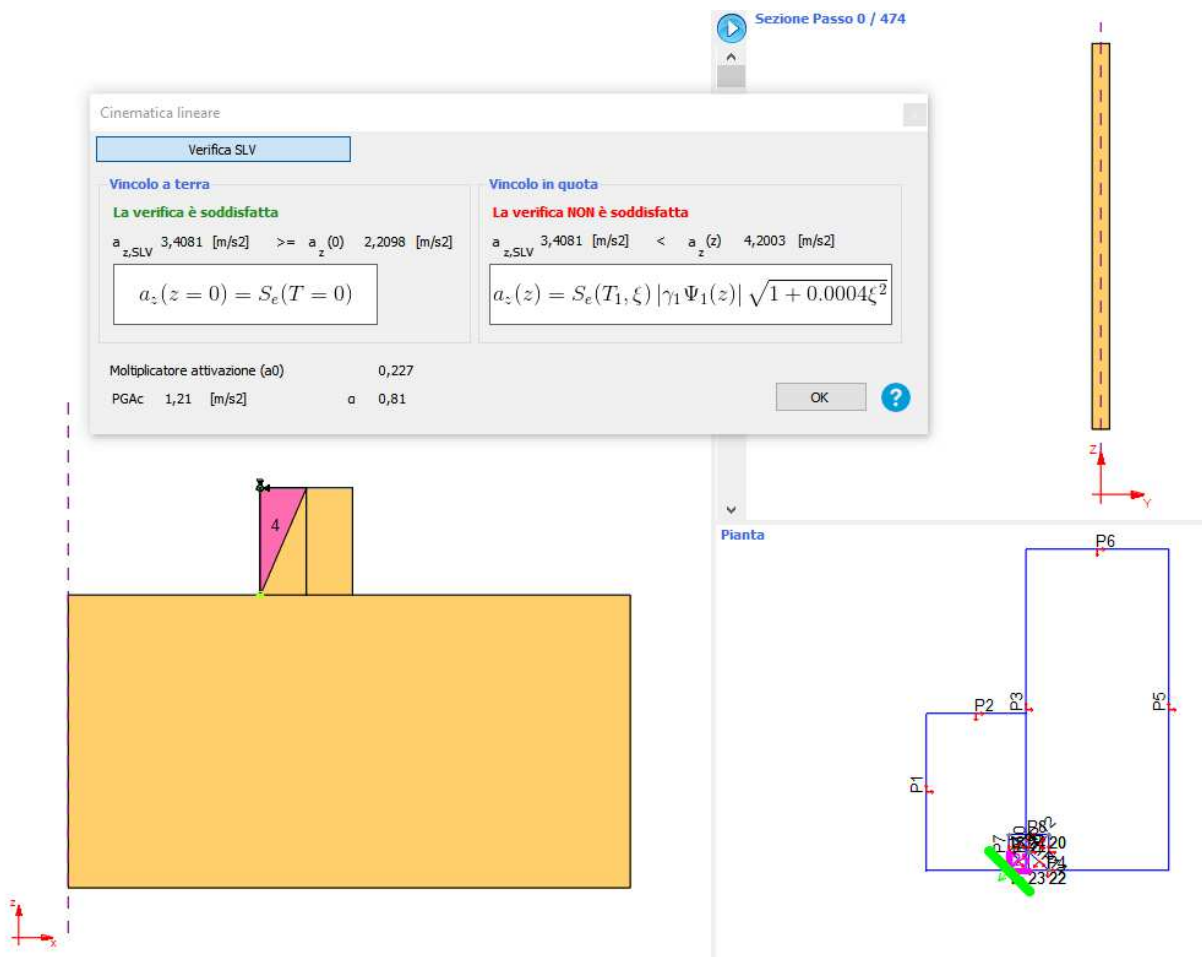 Sezione Passo 0 / 474
Cinematica lineare
Verifica SLV
Vincolo a terra
La verifica è soddisfatta
a z,SLV 3,4081 [m/s2] >= a z (0) 2,2098 [m/s2]
a_z(z = 0) = S_e(T = 0)
Vincolo in quota
La verifica NON è soddisfatta
a z,SLV 3,4081 [m/s2] < a z (z) 4,2003 [m/s2]
a_z(z) = S_e(T_1, ξ) |γ_1 Ψ_1(z)| √1 + 0.0004ξ²
Moltiplicatore attivazione (a0) 0,227
PGAc 1,21 [m/s2] α 0,81
OK
?
z
Y
4
z
x
Pianta
P6
P3
P5
P2
P1
P7
P8
20
P4
23 22